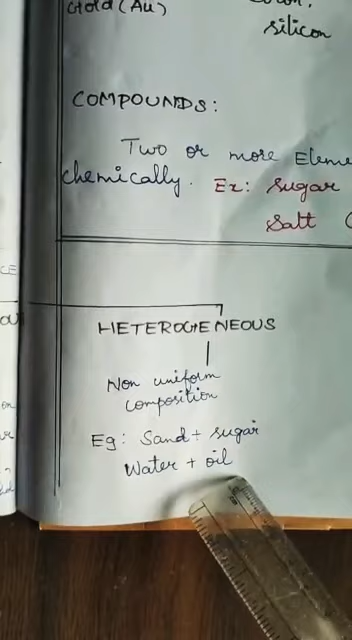 Gold (Au)
silicon
COMPOUNDS:
Two or more Eleme
chemically. Ex: Sugar
Salt (
HETEROGENEOUS
Non uniform
composition
Eg: Sand + sugar
Water + oil